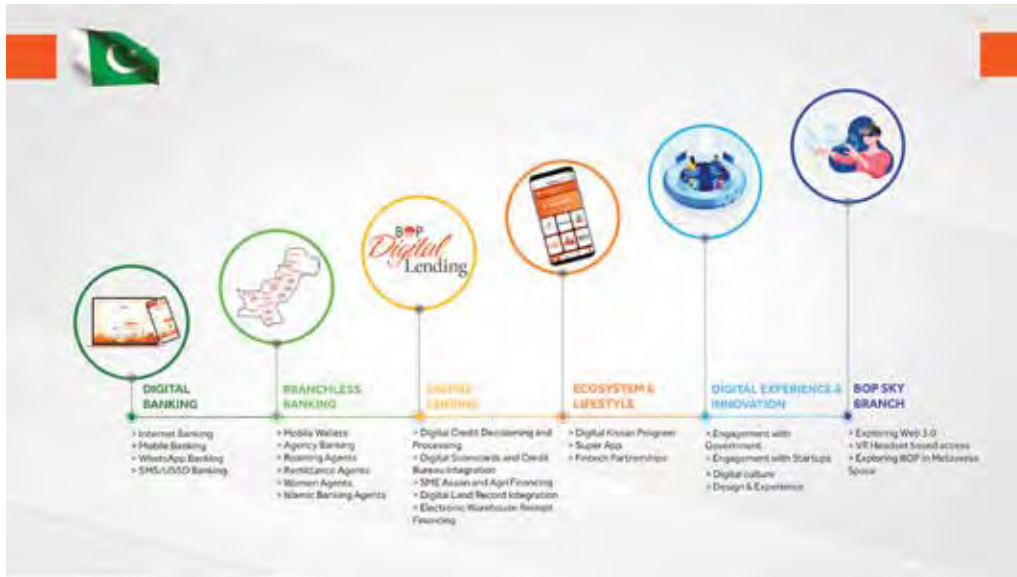 BOP
Digital
Lending
DIGITAL
BANKING
> Internet Banking
> Mobile Banking
> WhatsApp Banking
> SMS/USSD Banking
BRANCHLESS
BANKING
> Mobile Wallets
> Agency Banking
> Roaming Agents
> Remittance Agents
> Women Agents
> Islamic Banking Agents
LENDING
> Digital Credit Decisioning and
Processing
> Digital Scorecards and Credit
Bureau Integration
> SME Asaan and Agri Financing
> Digital Land Record Integration
> Electronic Warehouse Receipt
Financing
ECOSYSTEM &
LIFESTYLE
> Digital Kissan Program
> Super App
> Fintech Partnerships
DIGITAL EXPERIENCE &
INNOVATION
> Engagement with
Government
> Engagement with Startups
> Digital culture
> Design & Experience
BOP SKY
BRANCH
> Exploring Web 3.0
> VR Headset based access
> Exploring BOP in Metaverse
Space